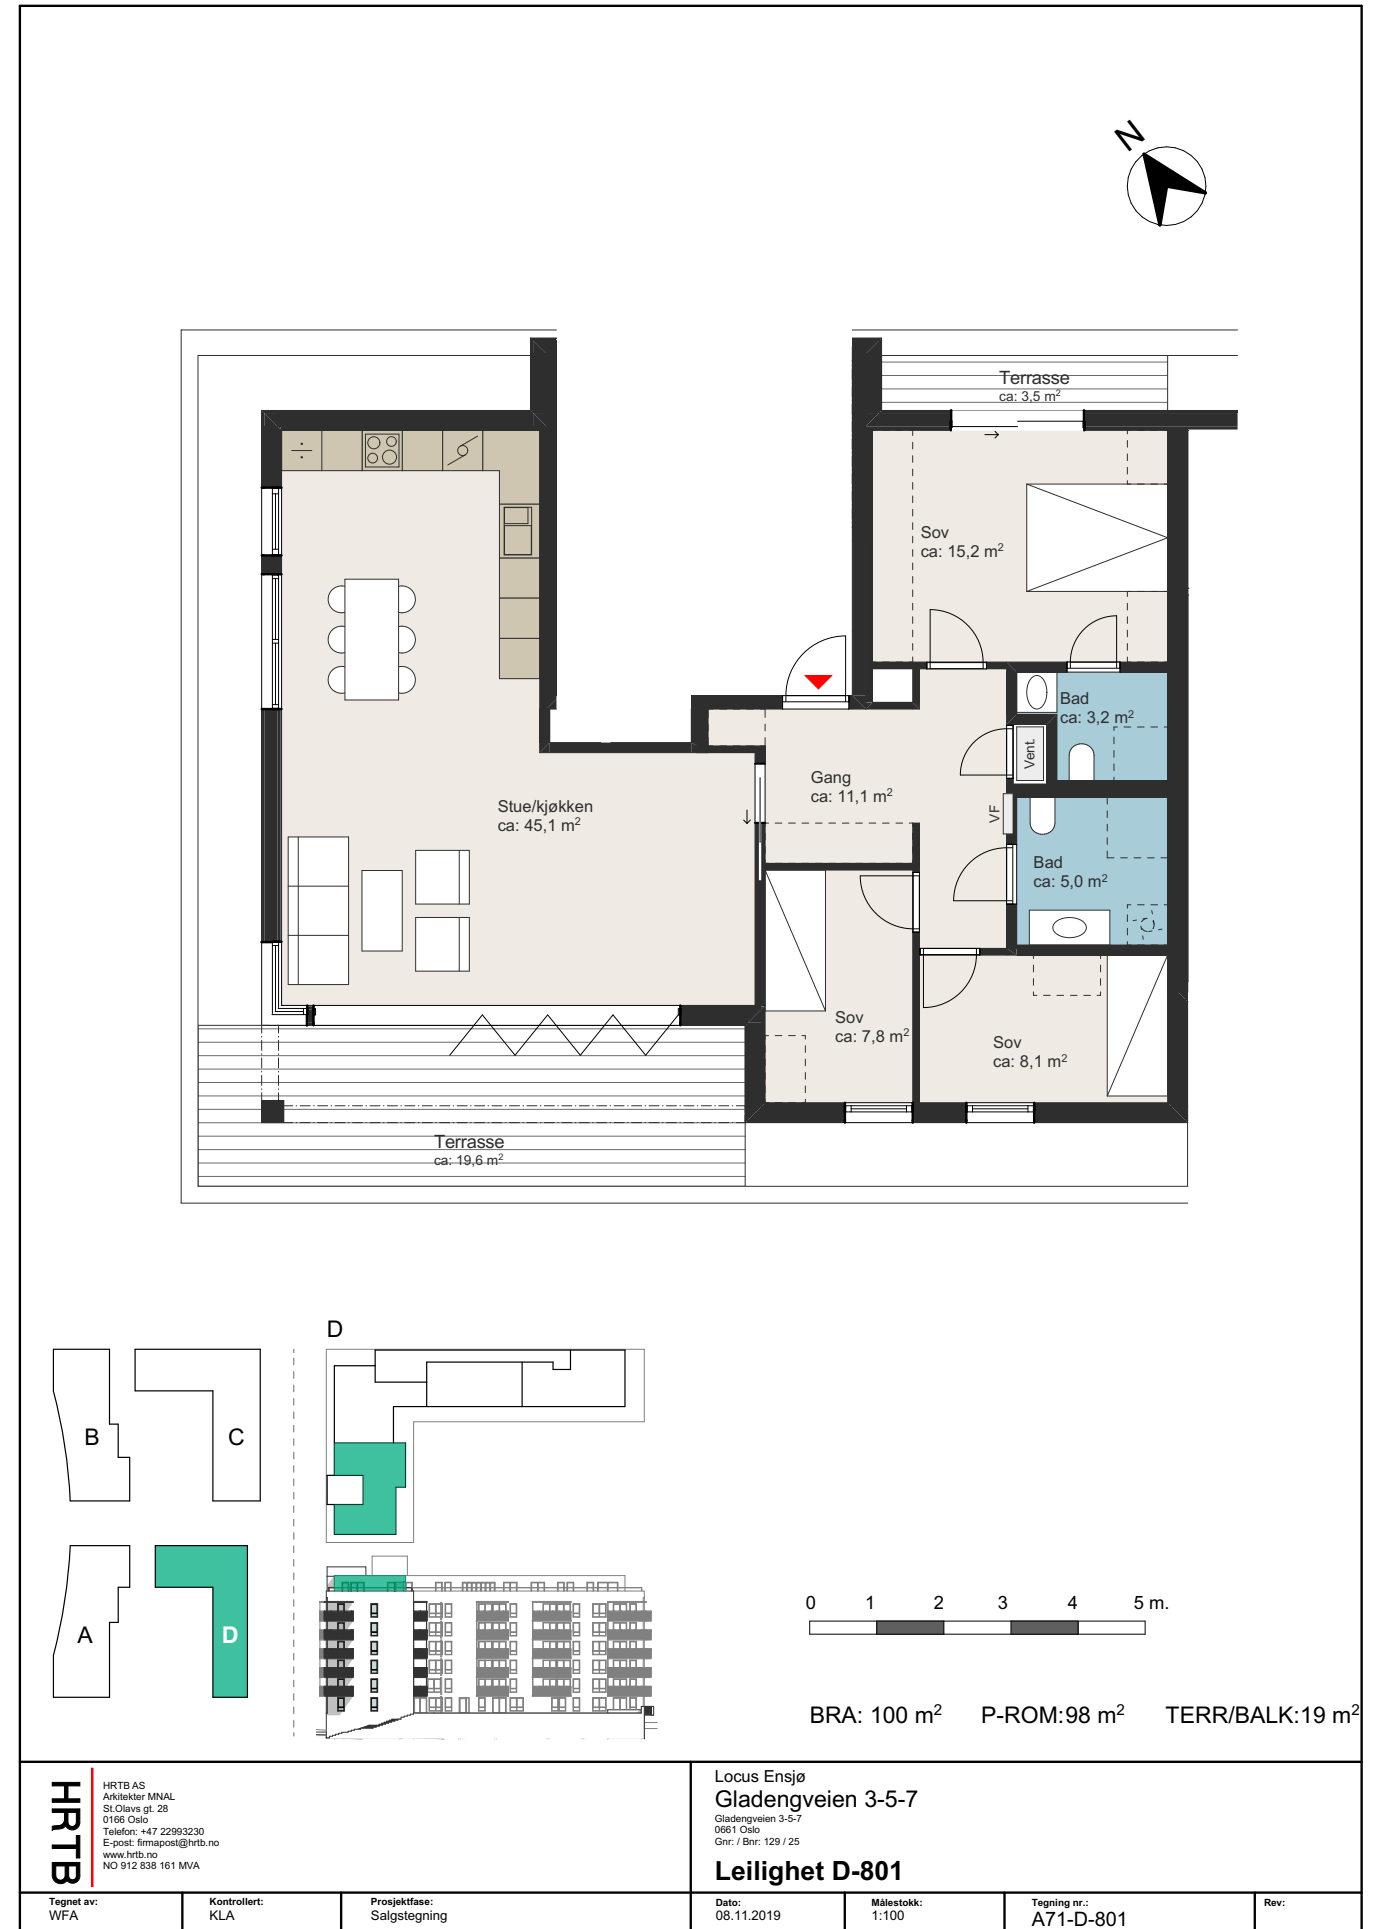 N
Terrasse
ca: 3,5 m²
Sov
ca: 15,2 m²
Bad
ca: 3,2 m²
Vent.
Gang
ca: 11,1 m²
VF
Stue/kjøkken
ca: 45,1 m²
Bad
ca: 5,0 m²
Sov
ca: 7,8 m²
Sov
ca: 8,1 m²
Terrasse
ca: 19,6 m²
D
B
C
A
D
0 1 2 3 4 5 m.
BRA: 100 m² P-ROM:98 m² TERR/BALK:19 m²
HRTB
HRTB AS
Arkitekter MNAL
St.Olavs gt. 28
0166 Oslo
Telefon: +47 22993230
E-post: firmapost@hrtb.no
www.hrtb.no
NO 912 838 161 MVA
Locus Ensjø
Gladengveien 3-5-7
Gladengveien 3-5-7
0661 Oslo
Gnr: / Bnr: 129 / 25
Leilighet D-801
Tegnet av:
WFA
Kontrollert:
KLA
Prosjektfase:
Salgstegning
Dato:
08.11.2019
Målestokk:
1:100
Tegning nr.:
A71-D-801
Rev: